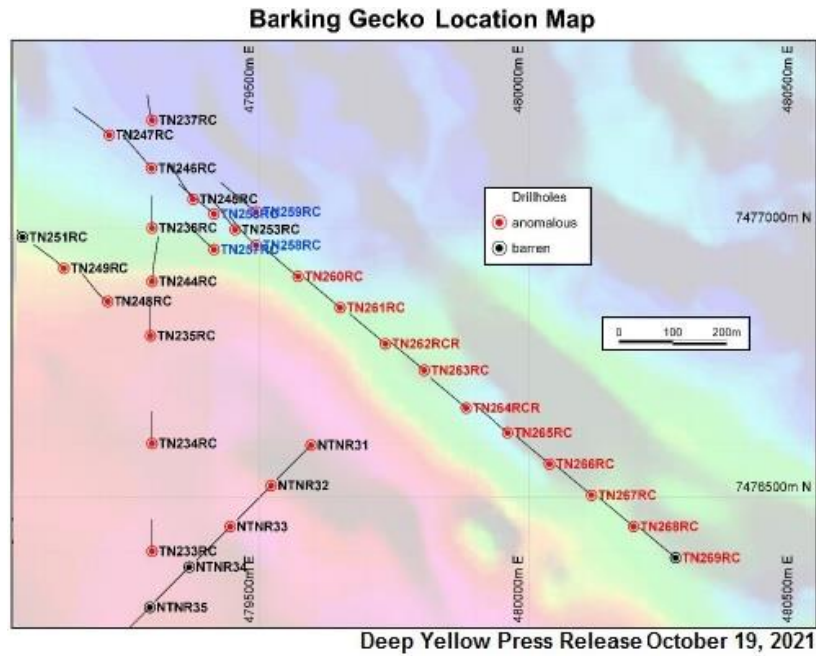 Barking Gecko Location Map
479500m E
480000m E
480500m E
TN237RC
TN247RC
TN246RC
TN245RC
TN259RC
TN236RC
TN253RC
TN251RC
TN257RC
TN258RC
TN249RC
TN244RC
TN260RC
TN248RC
TN261RC
TN235RC
TN262RCR
TN263RC
TN264RCR
TN265RC
TN234RC
NTNR31
TN266RC
NTNR32
TN267RC
NTNR33
TN268RC
TN233RC
TN269RC
NTNR34
NTNR35
Drillholes
anomalous
barren
7477000m N
0 100 200m
7476500m N
479500m E
480000m E
480500m E
Deep Yellow Press Release October 19, 2021